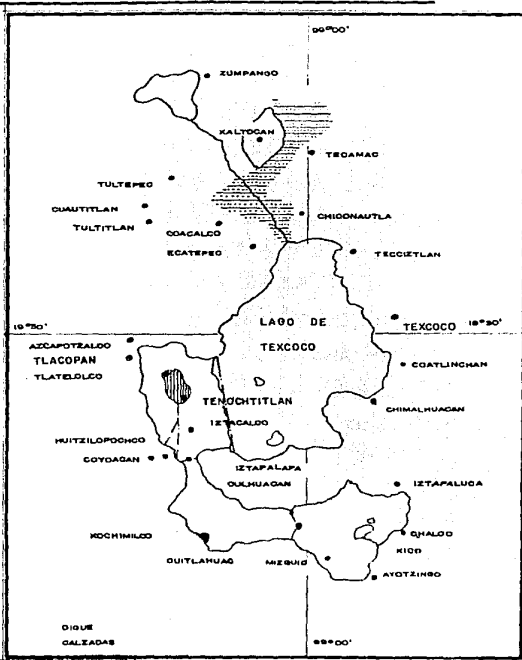 99°00'
ZUMPANGO
XALTOCAN
TECAMAC
TULTEPEC
CUAUTITLAN
TULTITLAN
COACALCO
CHICONAUTLA
ECATEPEC
TECCIZTLAN
LAGO DE
TEXCOCO
TEXCOCO
19°30'
19°30'
AZCAPOTZALCO
TLACOPAN
TLATELOLCO
COATLINCHAN
TENOCHTITLAN
CHIMALHUACAN
IZTACALCO
HUITZILOPOCHCO
COYOACAN
IZTAPALAPA
CULHUACAN
IZTAPALUCA
XOCHIMILCO
CHALCO
XICO
CUITLAHUAC
MIZQUIC
AYOTZINGO
DIQUE
CALZADAS
99°00'